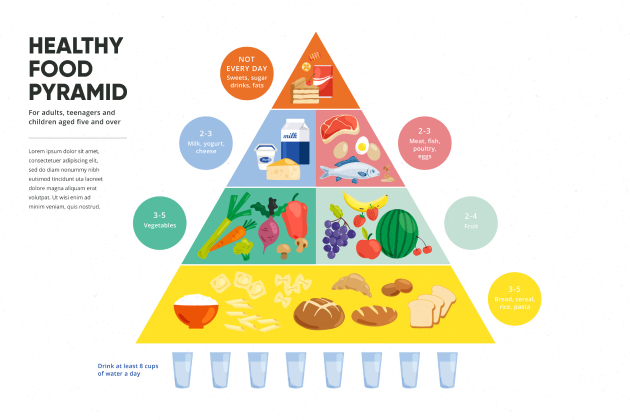 HEALTHY
FOOD
PYRAMID
For adults, teenagers and
children aged five and over
Lorem ipsum dolor sit amet,
consectetuer adipiscing elit,
sed do diam nonummy nibh
euismod tincidunt uta laoreet
dolore magna aliquam erat
volutpat. Ut wisi enim ad
minim veniam, quis nostrud.
NOT
EVERY DAY
Sweets, sugar
drinks, fats
2-3
Milk, yogurt,
cheese
milk
2-3
Meat, fish,
poultry,
eggs
3-5
Vegetables
2-4
Fruit
3-5
Bread, cereal,
rice, pasta
Drink at least 8 cups
of water a day